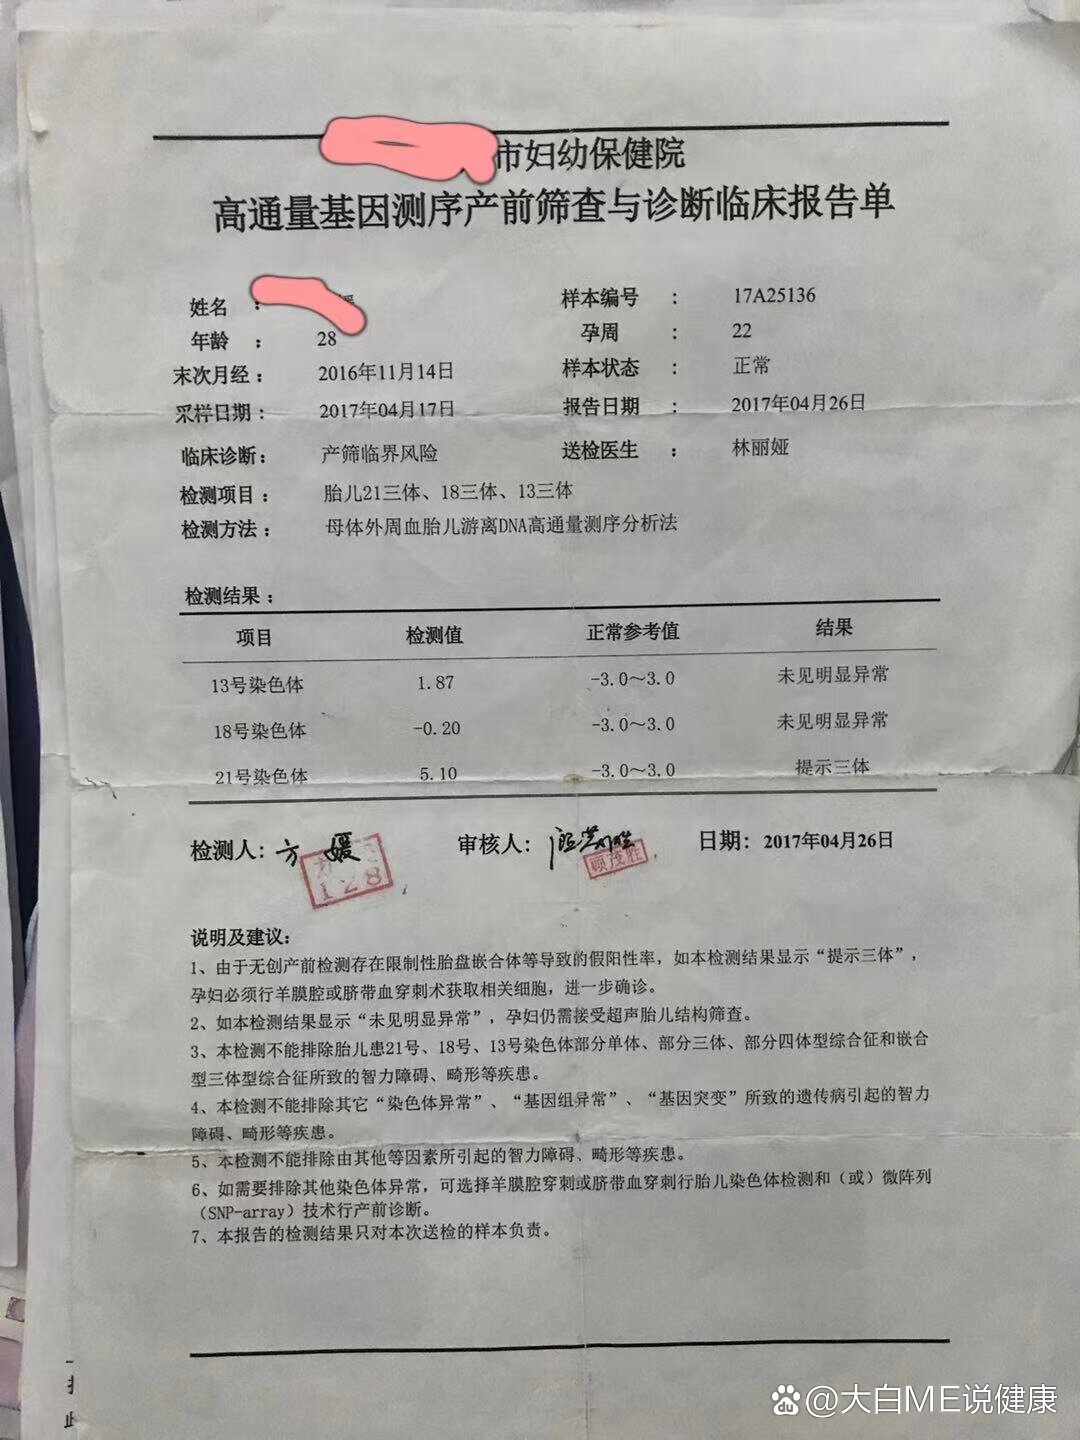 市妇幼保健院
高通量基因测序产前筛查与诊断临床报告单
姓名 : 样本编号 : 17A25136
年龄 : 28 孕周 : 22
末次月经: 2016年11月14日 样本状态 : 正常
采样日期: 2017年04月17日 报告日期 : 2017年04月26日
临床诊断: 产筛临界风险 送检医生 : 林丽娅
检测项目: 胎儿21三体、18三体、13三体
检测方法: 母体外周血胎儿游离DNA高通量测序分析法
检测结果:
项目 检测值 正常参考值 结果
13号染色体 1.87 -3.0～3.0 未见明显异常
18号染色体 -0.20 -3.0～3.0 未见明显异常
21号染色体 5.10 -3.0～3.0 提示三体
检测人: 方媛 审核人: 日期: 2017年04月26日
128
顾茂胜
说明及建议:
1、由于无创产前检测存在限制性胎盘嵌合体等导致的假阳性率，如本检测结果显示“提示三体”，
孕妇必须行羊膜腔或脐带血穿刺术获取相关细胞，进一步确诊。
2、如本检测结果显示“未见明显异常”，孕妇仍需接受超声胎儿结构筛查。
3、本检测不能排除胎儿患21号、18号、13号染色体部分单体、部分三体、部分四体型综合征和嵌合
型三体型综合征所致的智力障碍、畸形等疾患。
4、本检测不能排除其它“染色体异常”、“基因组异常”、“基因突变”所致的遗传病引起的智力
障碍、畸形等疾患。
5、本检测不能排除由其他等因素所引起的智力障碍、畸形等疾患。
6、如需要排除其他染色体异常，可选择羊膜腔穿刺或脐带血穿刺行胎儿染色体检测和（或）微阵列
（SNP-array）技术行产前诊断。
7、本报告的检测结果只对本次送检的样本负责。
du @大白ME说健康